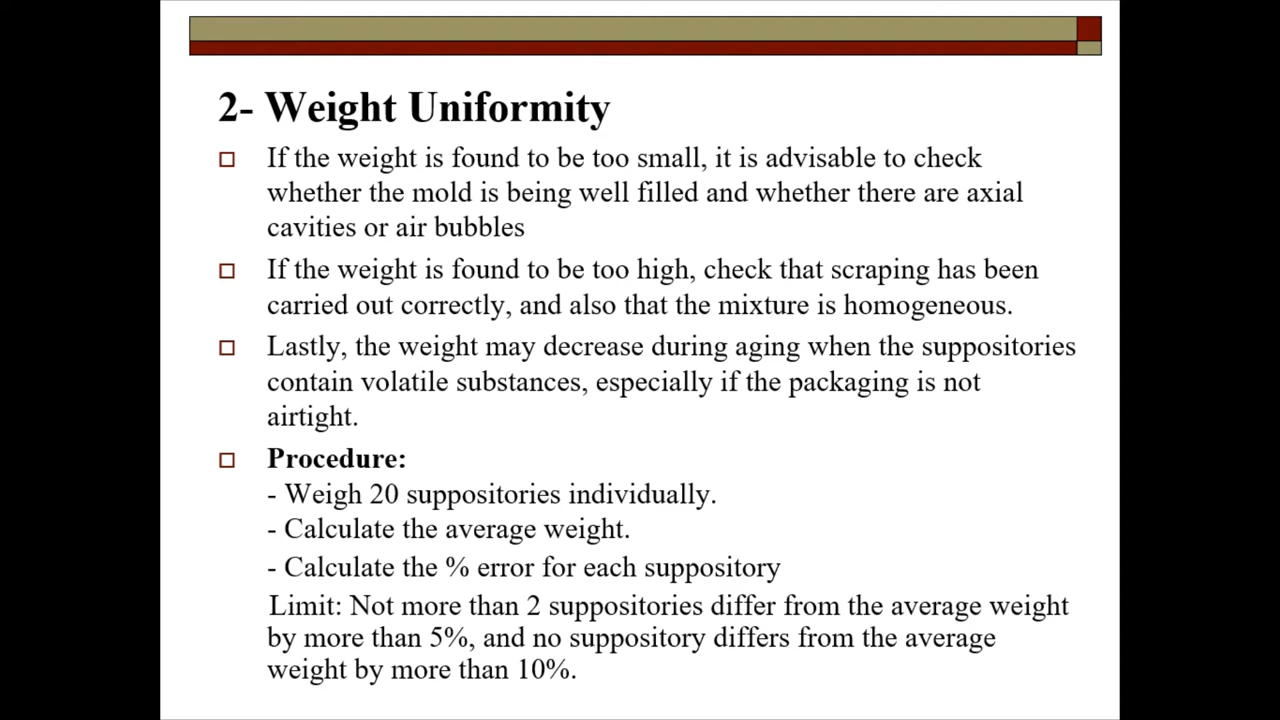 2- Weight Uniformity
If the weight is found to be too small, it is advisable to check
whether the mold is being well filled and whether there are axial
cavities or air bubbles
If the weight is found to be too high, check that scraping has been
carried out correctly, and also that the mixture is homogeneous.
Lastly, the weight may decrease during aging when the suppositories
contain volatile substances, especially if the packaging is not
airtight.
Procedure:
- Weigh 20 suppositories individually.
- Calculate the average weight.
- Calculate the % error for each suppository
Limit: Not more than 2 suppositories differ from the average weight
by more than 5%, and no suppository differs from the average
weight by more than 10%.